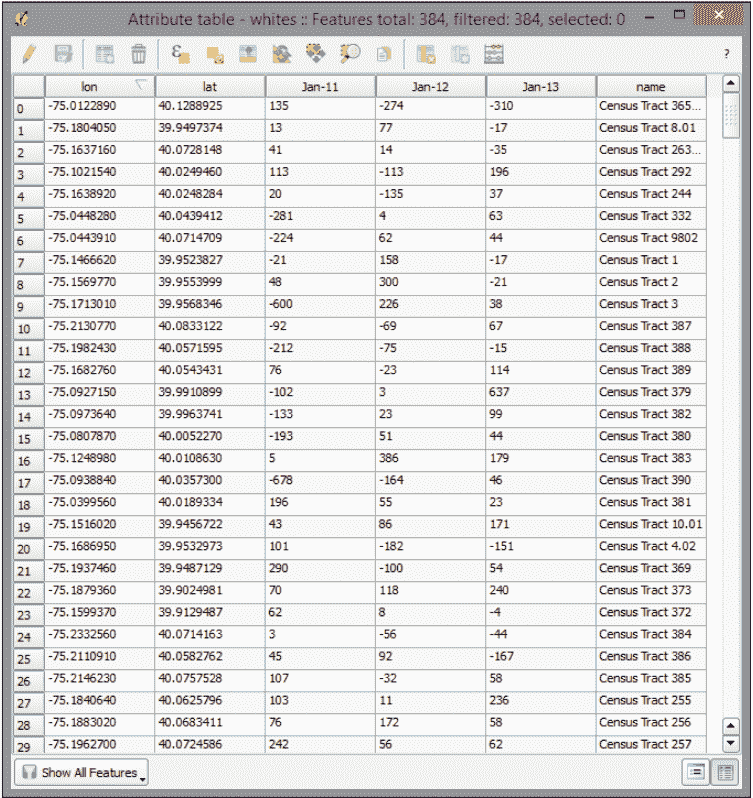 Attribute table - whites :: Features total: 384, filtered: 384, selected: 0
?
lon lat Jan-11 Jan-12 Jan-13 name
0 -75.0122890 40.1288925 135 -274 -310 Census Tract 365...
1 -75.1804050 39.9497374 13 77 -17 Census Tract 8.01
2 -75.1637160 40.0728148 41 14 -35 Census Tract 263...
3 -75.1021540 40.0249460 113 -113 196 Census Tract 292
4 -75.1638920 40.0248284 20 -135 37 Census Tract 244
5 -75.0448280 40.0439412 -281 4 63 Census Tract 332
6 -75.0443910 40.0714709 -224 62 44 Census Tract 9802
7 -75.1466620 39.9523827 -21 158 -17 Census Tract 1
8 -75.1569770 39.9553999 48 300 -21 Census Tract 2
9 -75.1713010 39.9568346 -600 226 38 Census Tract 3
10 -75.2130770 40.0833122 -92 -69 67 Census Tract 387
11 -75.1982430 40.0571595 -212 -75 -15 Census Tract 388
12 -75.1682760 40.0543431 76 -23 114 Census Tract 389
13 -75.0927150 39.9910899 -102 3 637 Census Tract 379
14 -75.0973640 39.9963741 -133 23 99 Census Tract 382
15 -75.0807870 40.0052270 -193 51 44 Census Tract 380
16 -75.1248980 40.0108630 5 386 179 Census Tract 383
17 -75.0938840 40.0357300 -678 -164 46 Census Tract 390
18 -75.0399560 40.0189334 196 55 23 Census Tract 381
19 -75.1516020 39.9456722 43 86 171 Census Tract 10.01
20 -75.1686950 39.9532973 101 -182 -151 Census Tract 4.02
21 -75.1937460 39.9487129 290 -100 54 Census Tract 369
22 -75.1879360 39.9024981 70 118 240 Census Tract 373
23 -75.1599370 39.9129487 62 8 -4 Census Tract 372
24 -75.2332560 40.0714163 3 -56 -44 Census Tract 384
25 -75.2110910 40.0582762 45 92 -167 Census Tract 386
26 -75.2146230 40.0757528 107 -32 58 Census Tract 385
27 -75.1840640 40.0625796 103 11 236 Census Tract 255
28 -75.1883020 40.0683411 76 172 58 Census Tract 256
29 -75.1962700 40.0724586 242 56 62 Census Tract 257
Show All Features